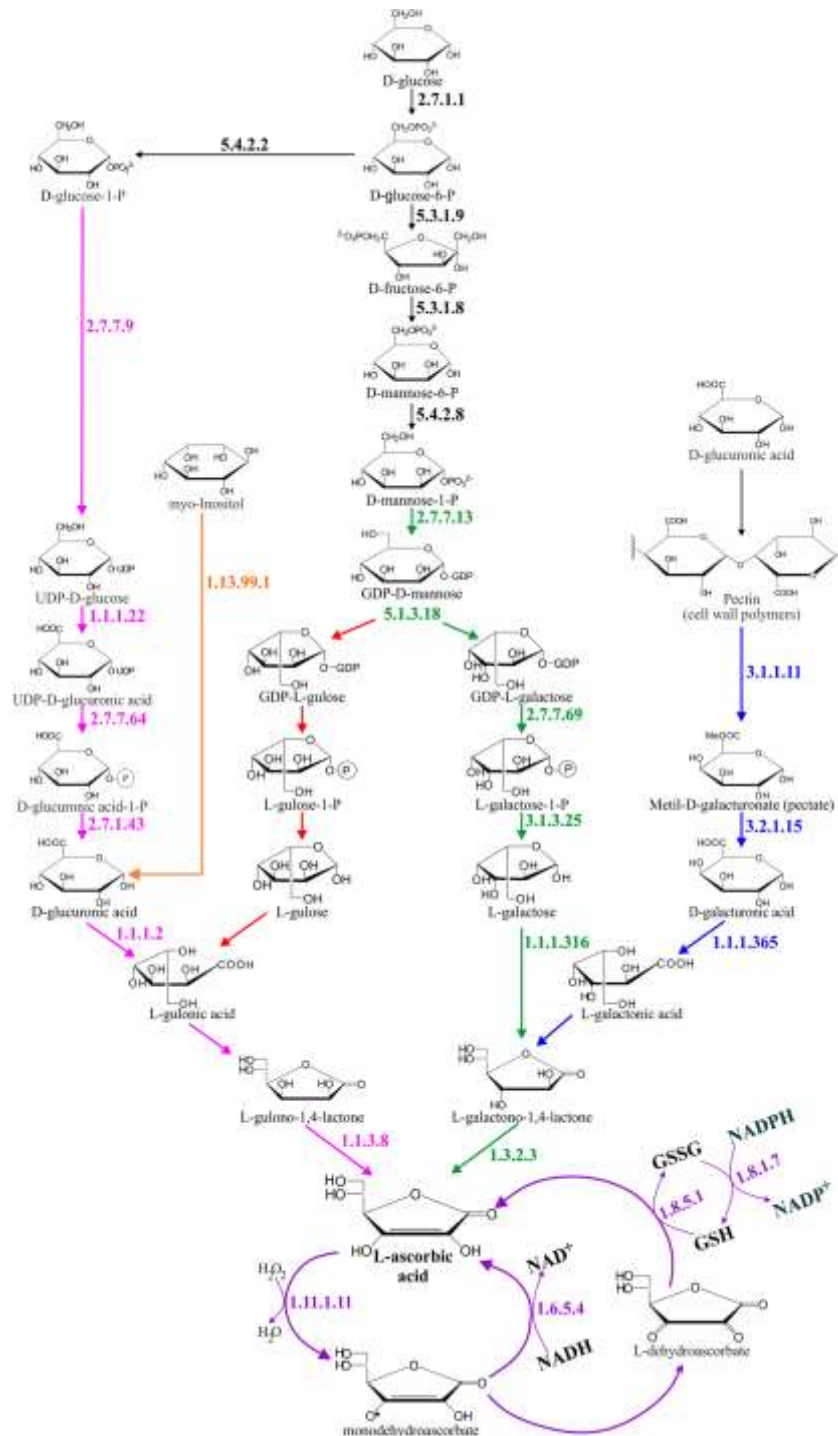 D-glucose
2.7.1.1
5.4.2.2
D-glucose-1-P
D-glucose-6-P
5.3.1.9
D-fructose-6-P
5.3.1.8
2.7.7.9
D-mannose-6-P
5.4.2.8
D-glucuronic acid
myo-Inositol
D-mannose-1-P
2.7.7.13
1.13.99.1
UDP-D-glucose
GDP-D-mannose
Pectin
(cell wall polymers)
1.1.1.22
5.1.3.18
3.1.1.11
UDP-D-glucuronic acid
GDP-L-gulose
GDP-L-galactose
2.7.7.64
2.7.7.69
D-glucuronic acid-1-P
L-gulose-1-P
L-galactose-1-P
Metil-D-galacturonate (pectate)
2.7.1.43
3.1.3.25
3.2.1.15
D-glucuronic acid
L-gulose
L-galactose
D-galacturonic acid
1.1.1.2
1.1.1.316
1.1.1.365
L-gulonic acid
L-galactonic acid
L-gulono-1,4-lactone
L-galactono-1,4-lactone
1.1.3.8
1.3.2.3
GSSG
NADPH
1.8.5.1
1.8.1.7
NADP+
GSH
L-ascorbic
acid
H2O2
1.11.1.11
H2O
NAD+
1.6.5.4
NADH
L-dehydroascorbate
monodehydroascorbate